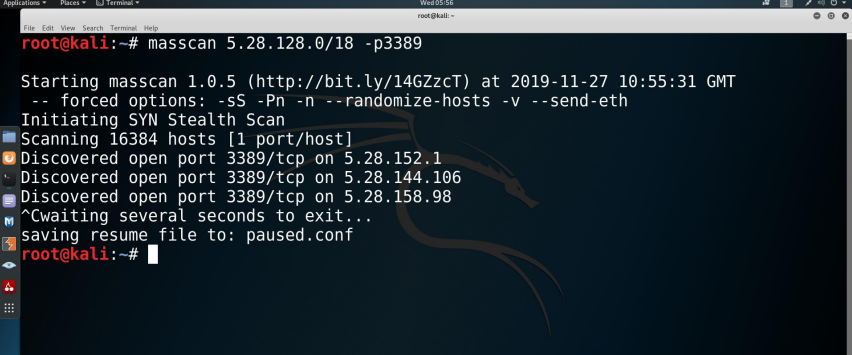 Applications Places Terminal Wed 05:56 1
root@kali: ~
File Edit View Search Terminal Help
root@kali:~# masscan 5.28.128.0/18 -p3389
Starting masscan 1.0.5 (http://bit.ly/14GZzcT) at 2019-11-27 10:55:31 GMT
-- forced options: -sS -Pn -n --randomize-hosts -v --send-eth
Initiating SYN Stealth Scan
Scanning 16384 hosts [1 port/host]
Discovered open port 3389/tcp on 5.28.152.1
Discovered open port 3389/tcp on 5.28.144.106
Discovered open port 3389/tcp on 5.28.158.98
^Cwaiting several seconds to exit...
saving resume file to: paused.conf
root@kali:~#